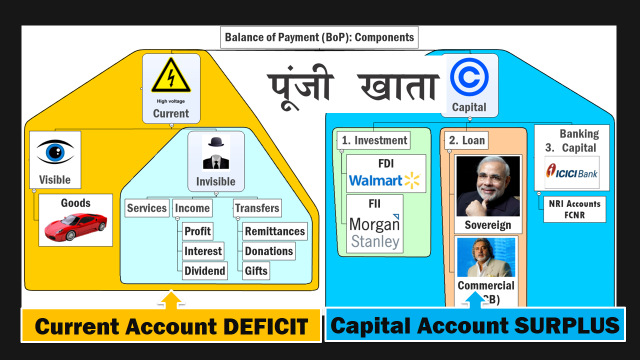 Balance of Payment (BoP): Components
पूंजी खाता
High voltage
Current
Capital
Visible
Goods
Invisible
Services
Income
Transfers
Profit
Interest
Dividend
Remittances
Donations
Gifts
1. Investment
FDI
Walmart
FII
Morgan
Stanley
2. Loan
Sovereign
Commercial
B)
Banking
3. Capital
ICICI Bank
NRI Accounts
FCNR
Current Account DEFICIT
Capital Account SURPLUS